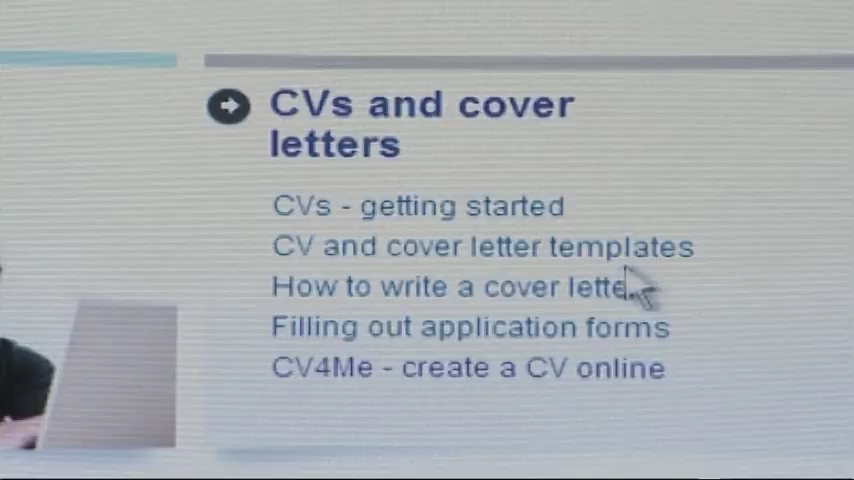 CVs and cover
letters
CVs - getting started
CV and cover letter templates
How to write a cover lette
Filling out application forms
CV4Me - create a CV online